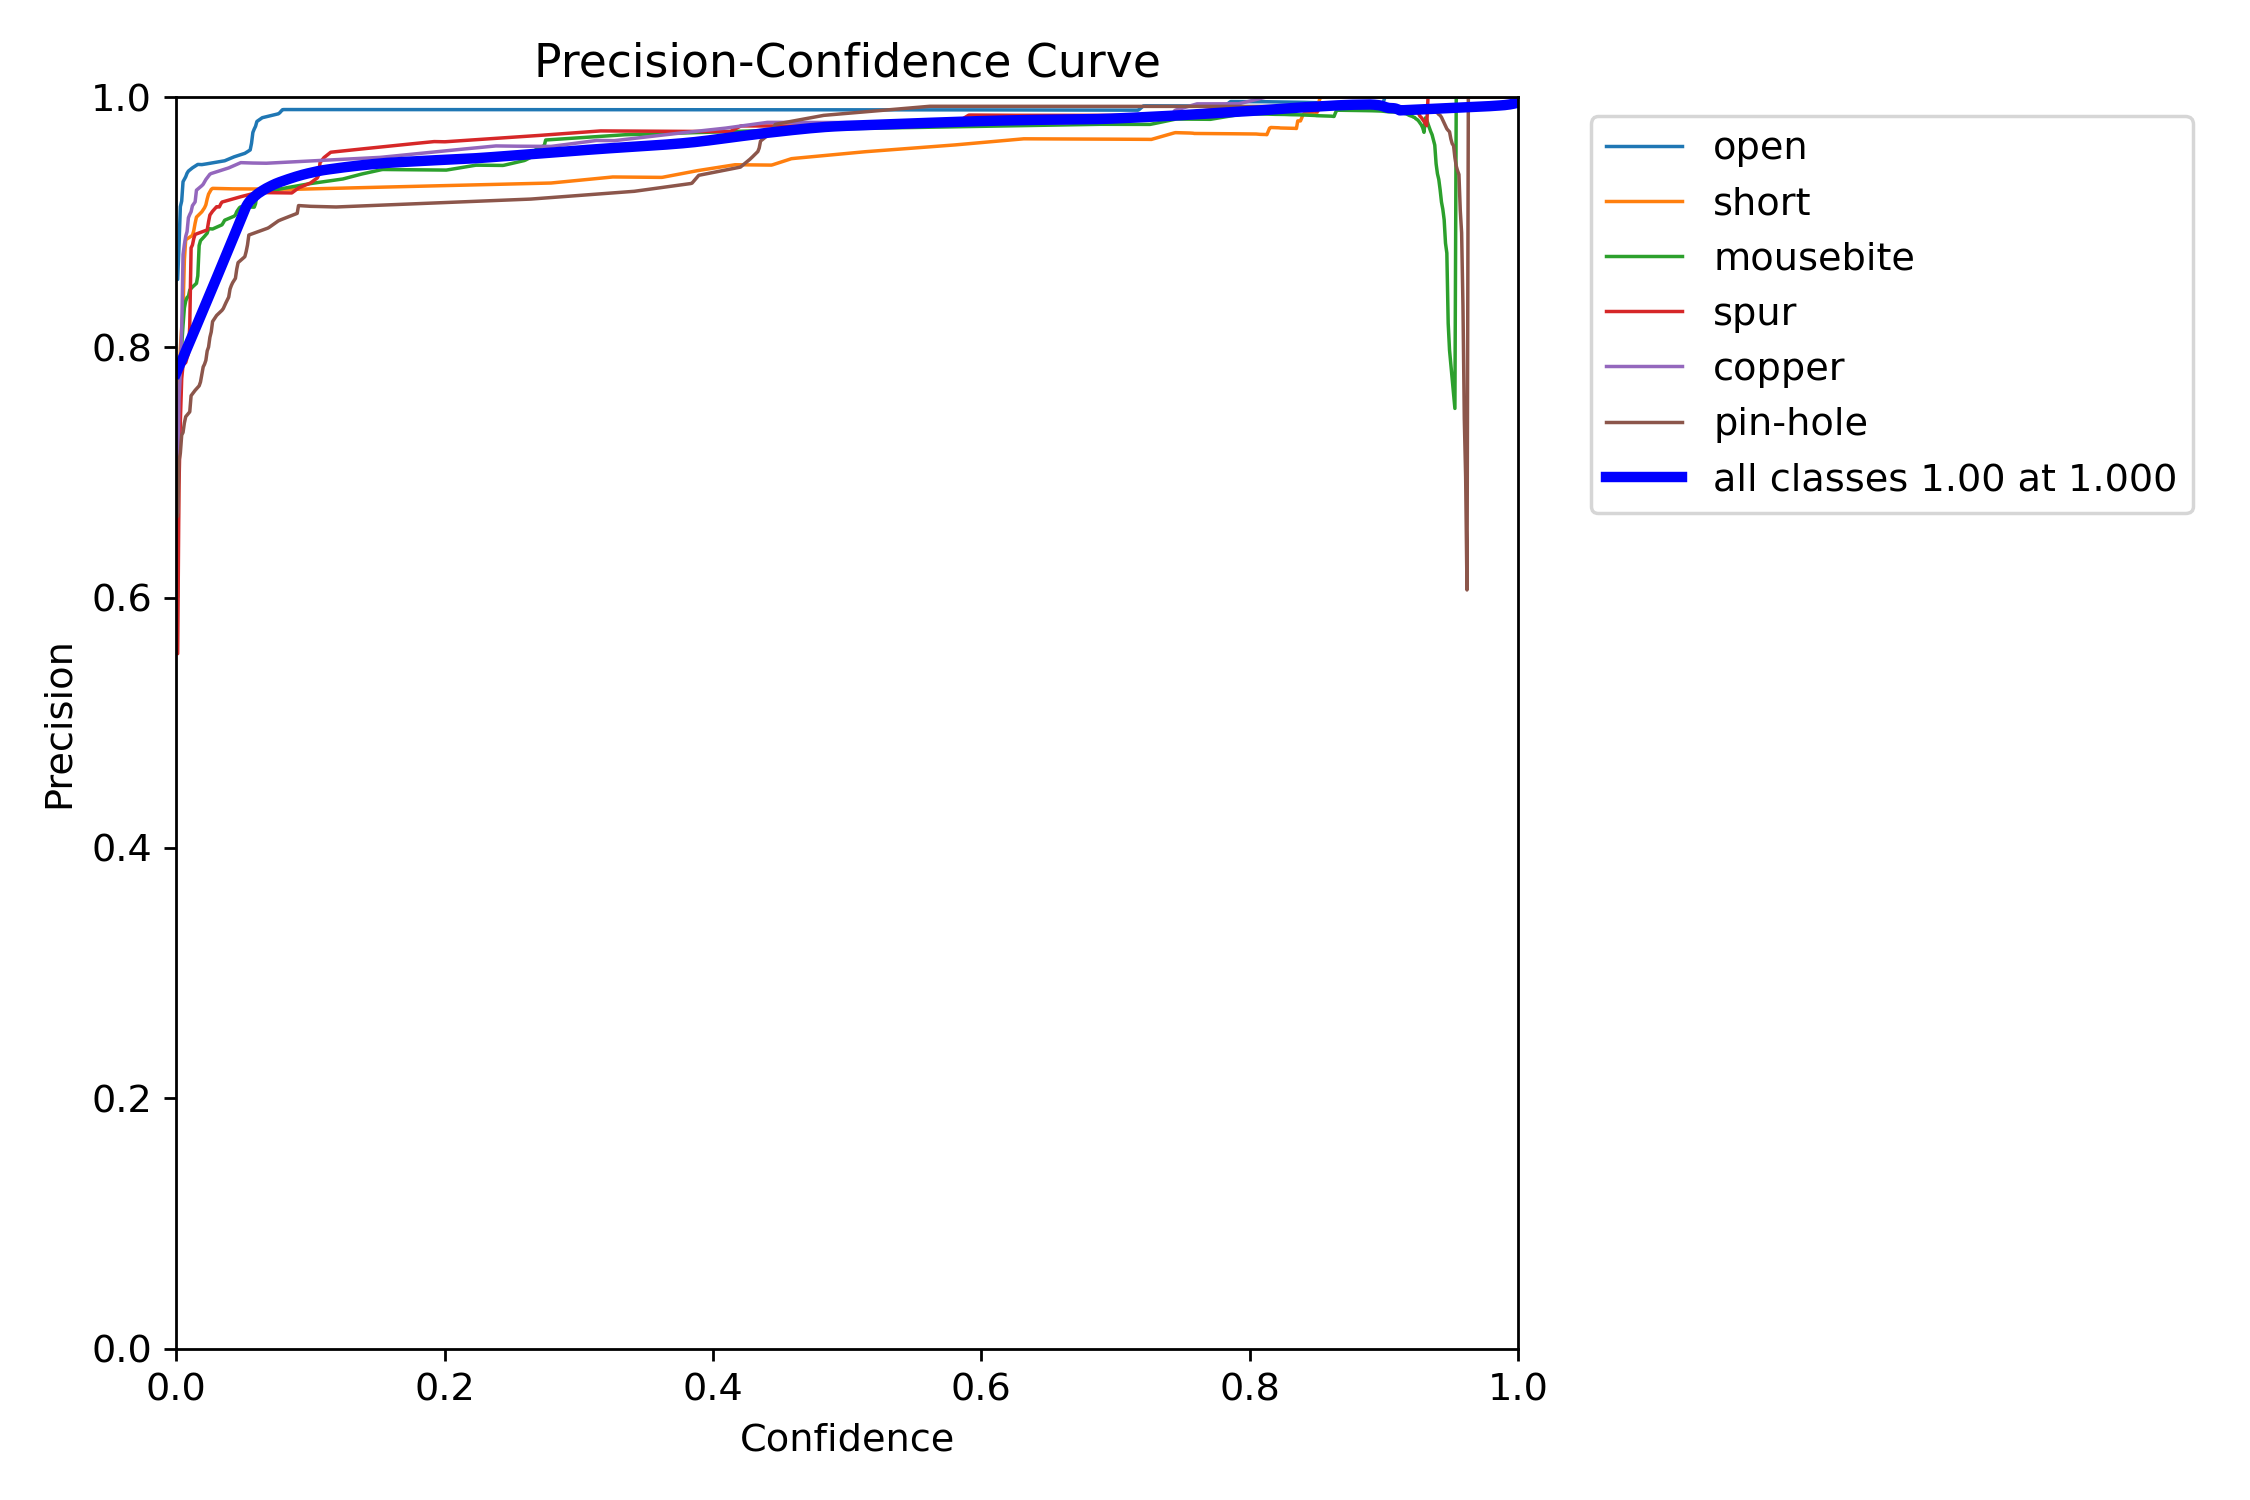 Precision-Confidence Curve
1.0
0.8
0.6
0.4
0.2
0.0
Precision
0.0 0.2 0.4 0.6 0.8 1.0
Confidence
open
short
mousebite
spur
copper
pin-hole
all classes 1.00 at 1.000